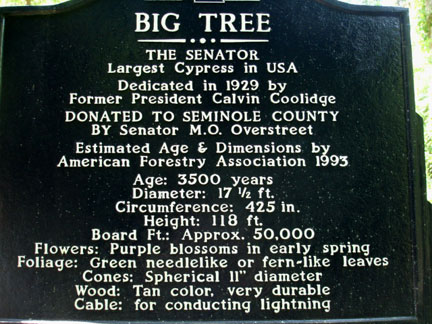 BIG TREE
THE SENATOR
Largest Cypress in USA
Dedicated in 1929 by
Former President Calvin Coolidge
DONATED TO SEMINOLE COUNTY
BY Senator M.O. Overstreet
Estimated Age & Dimensions by
American Forestry Association 1993
Age: 3500 years
Diameter: 17 ½ ft.
Circumference: 425 in.
Height: 118 ft.
Board Ft.: Approx. 50,000
Flowers: Purple blossoms in early spring
Foliage: Green needlelike or fern-like leaves
Cones: Spherical 11" diameter
Wood: Tan color, very durable
Cable: for conducting lightning